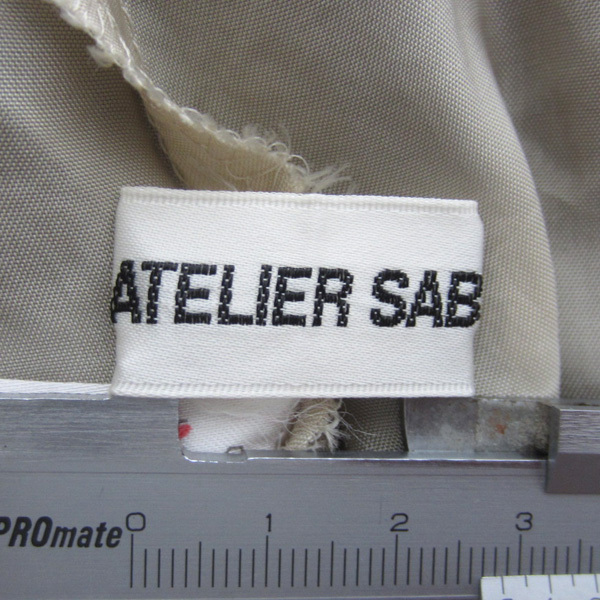 ATELIER SAB
PROmate
0 1 2 3